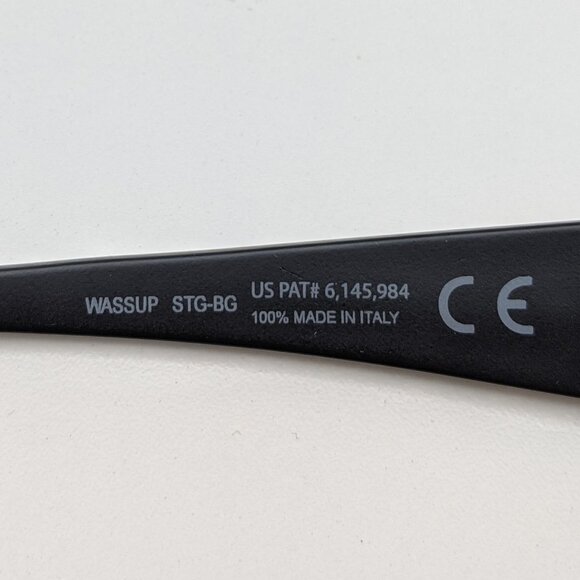 WASSUP STG-BG US PAT# 6,145,984
100% MADE IN ITALY
CE